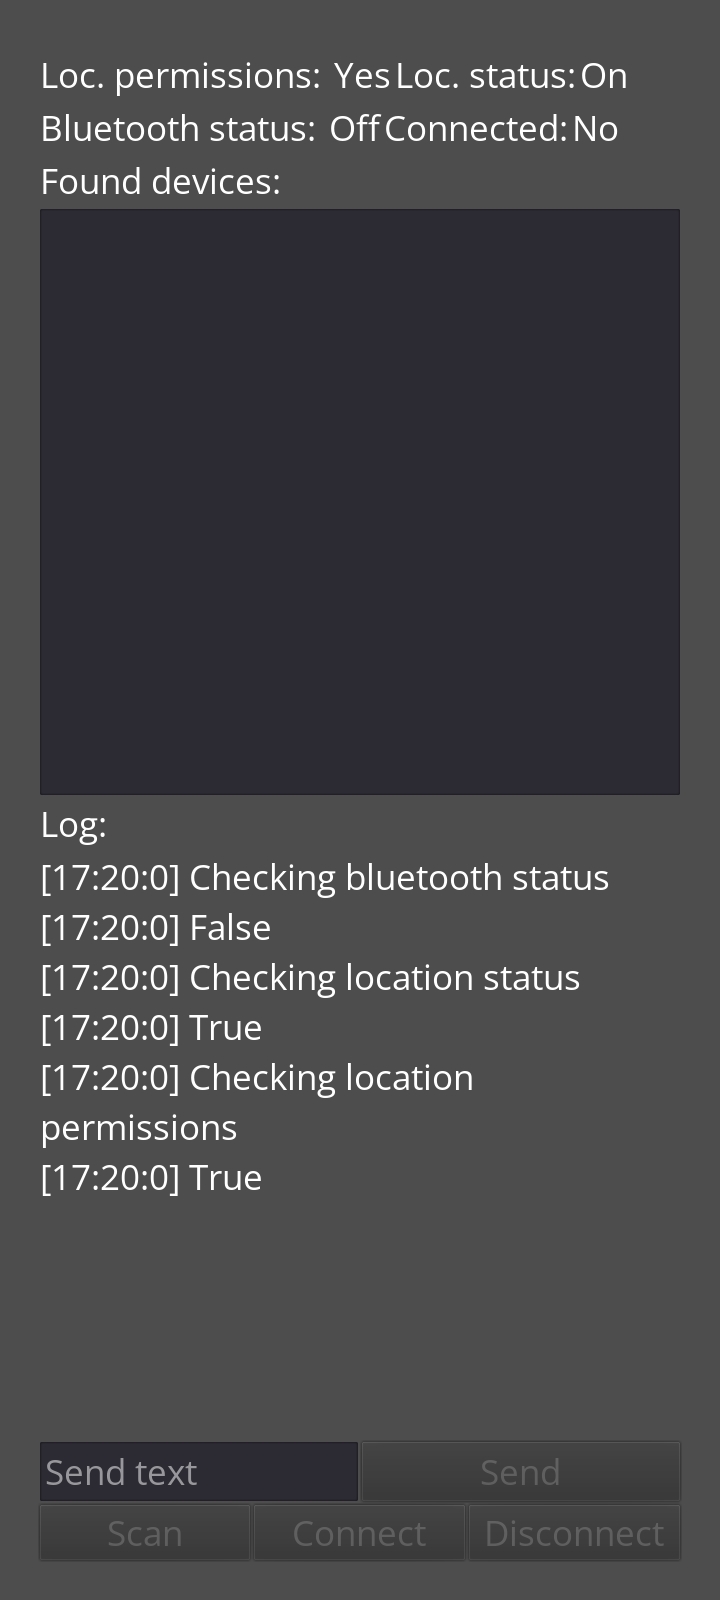 Loc. permissions: Yes Loc. status: On
Bluetooth status: Off Connected: No
Found devices:
Log:
[17:20:0] Checking bluetooth status
[17:20:0] False
[17:20:0] Checking location status
[17:20:0] True
[17:20:0] Checking location
permissions
[17:20:0] True
Send text Send
Scan Connect Disconnect